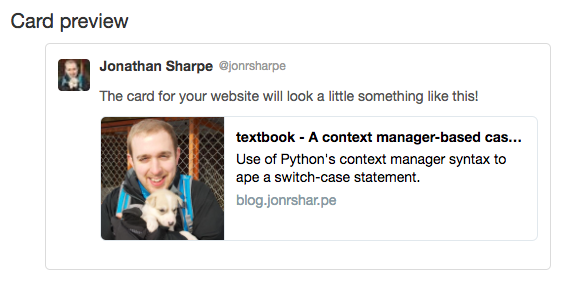 Card preview
Jonathan Sharpe @jonrsharpe
The card for your website will look a little something like this!
textbook - A context manager-based cas...
Use of Python's context manager syntax to
ape a switch-case statement.
blog.jonrshar.pe